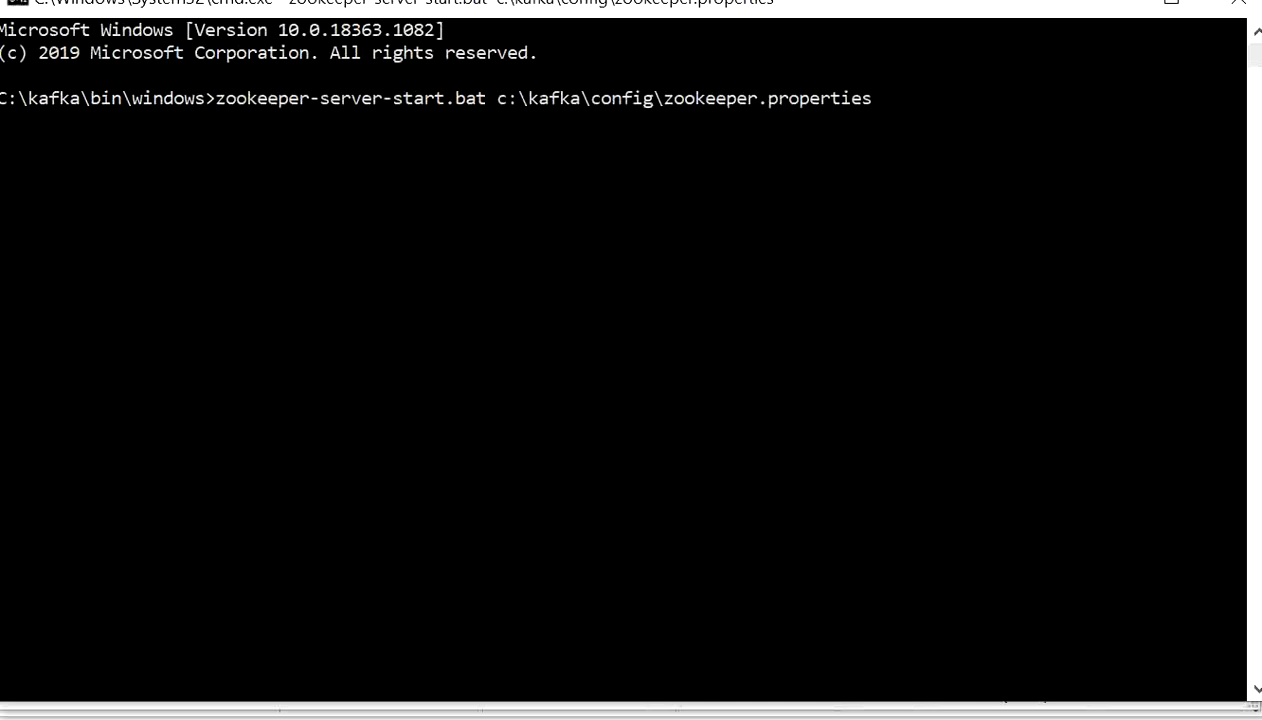 C:\Windows\System32\cmd.exe - zookeeper-server-start.bat c:\kafka\config\zookeeper.properties
Microsoft Windows [Version 10.0.18363.1082]
(c) 2019 Microsoft Corporation. All rights reserved.
C:\kafka\bin\windows>zookeeper-server-start.bat c:\kafka\config\zookeeper.properties